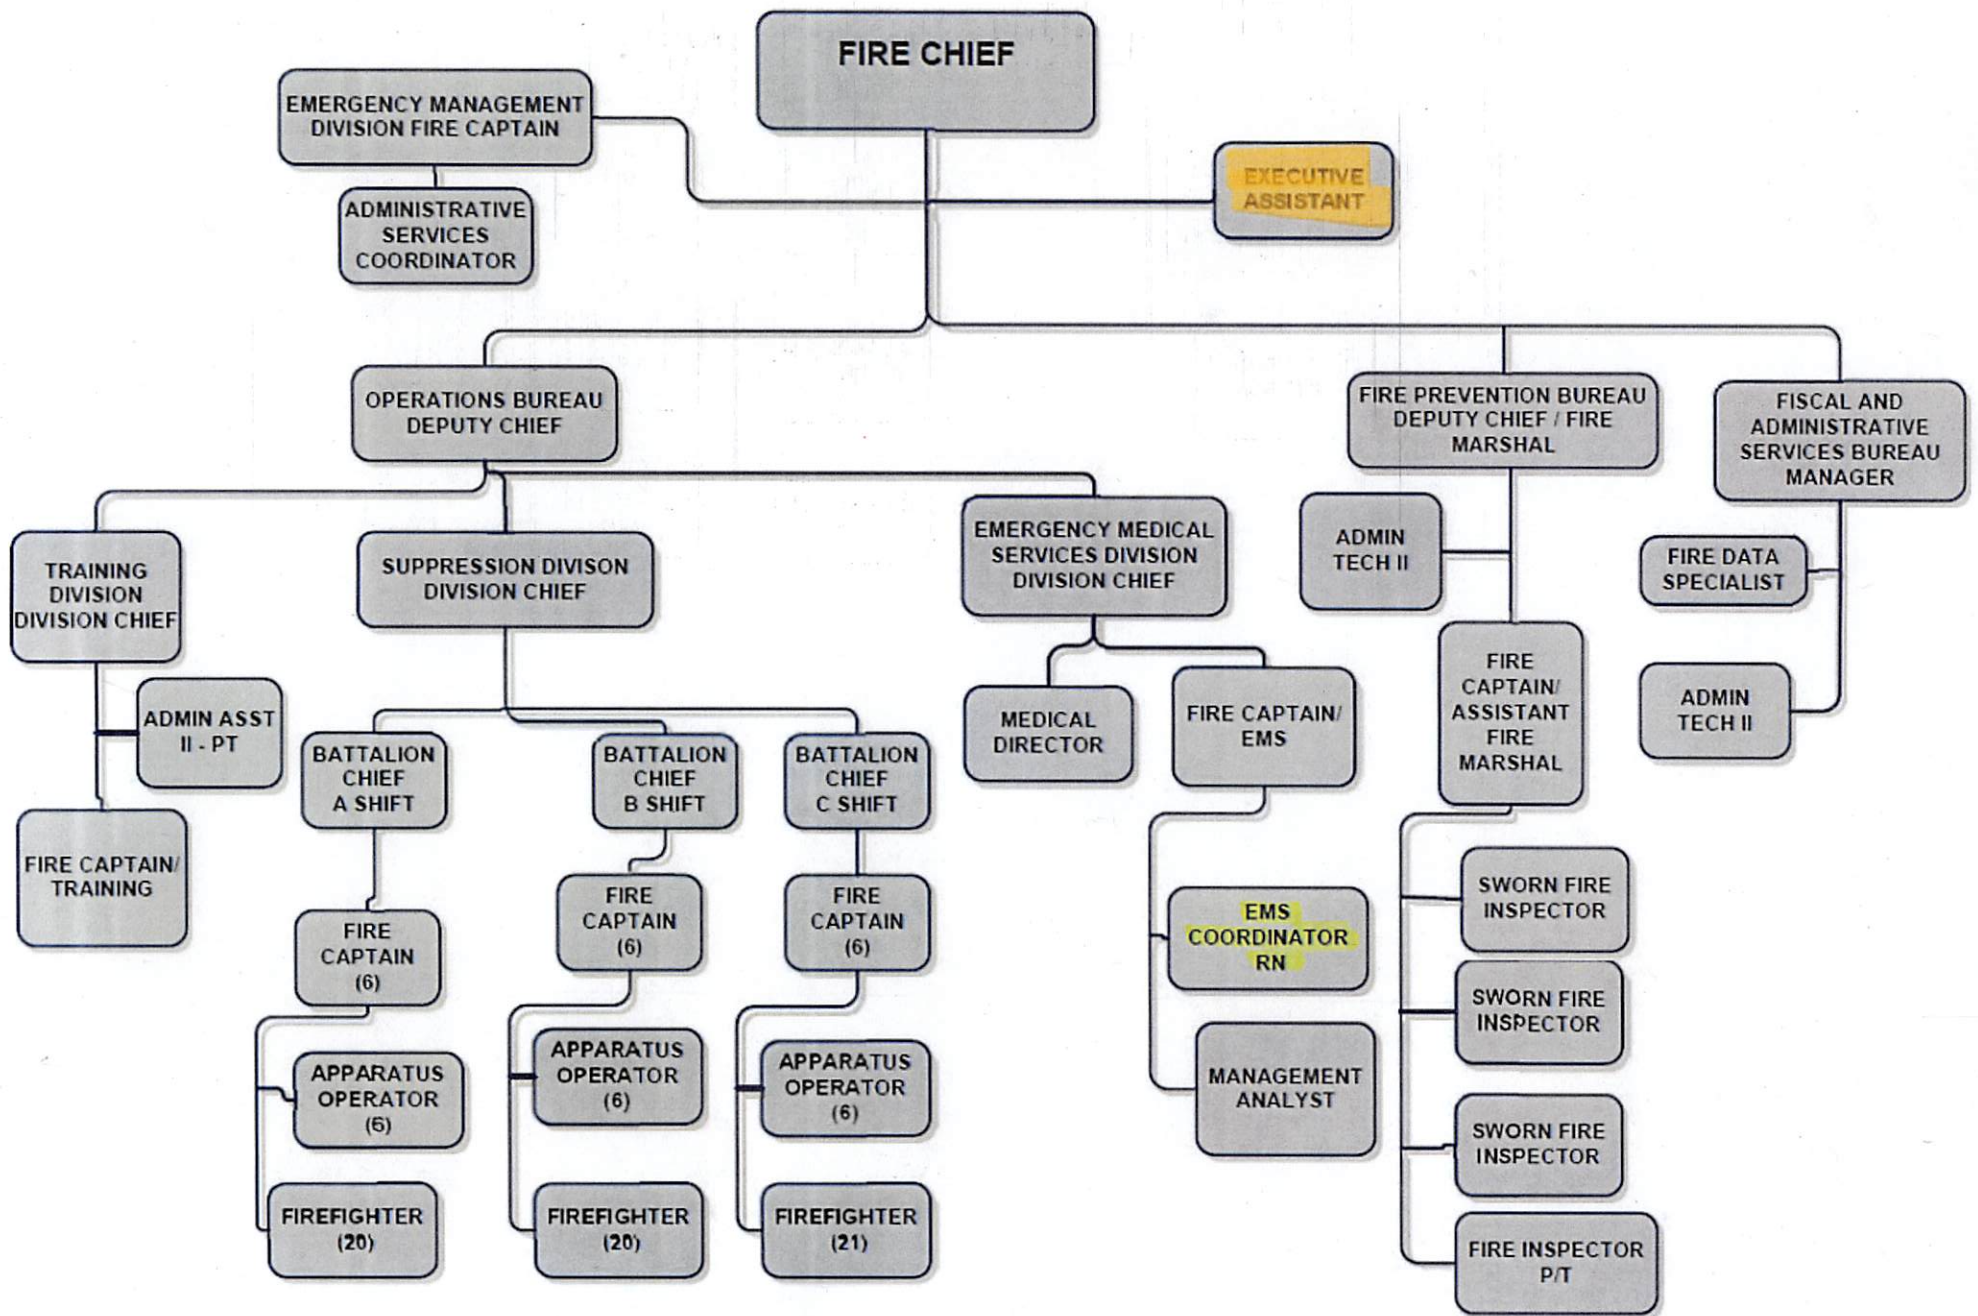 FIRE CHIEF
EMERGENCY MANAGEMENT
DIVISION FIRE CAPTAIN
EXECUTIVE
ASSISTANT
ADMINISTRATIVE
SERVICES
COORDINATOR
OPERATIONS BUREAU
DEPUTY CHIEF
FIRE PREVENTION BUREAU
DEPUTY CHIEF / FIRE
MARSHAL
FISCAL AND
ADMINISTRATIVE
SERVICES BUREAU
MANAGER
TRAINING
DIVISION
DIVISION CHIEF
SUPPRESSION DIVISON
DIVISION CHIEF
EMERGENCY MEDICAL
SERVICES DIVISION
DIVISION CHIEF
ADMIN
TECH II
FIRE DATA
SPECIALIST
ADMIN ASST
II - PT
FIRE CAPTAIN/
TRAINING
BATTALION
CHIEF
A SHIFT
BATTALION
CHIEF
B SHIFT
BATTALION
CHIEF
C SHIFT
MEDICAL
DIRECTOR
FIRE CAPTAIN/
EMS
FIRE
CAPTAIN/
ASSISTANT
FIRE
MARSHAL
ADMIN
TECH II
FIRE
CAPTAIN
(6)
FIRE
CAPTAIN
(6)
FIRE
CAPTAIN
(6)
EMS
COORDINATOR
RN
SWORN FIRE
INSPECTOR
SWORN FIRE
INSPECTOR
APPARATUS
OPERATOR
(6)
APPARATUS
OPERATOR
(6)
APPARATUS
OPERATOR
(6)
MANAGEMENT
ANALYST
SWORN FIRE
INSPECTOR
FIREFIGHTER
(20)
FIREFIGHTER
(20)
FIREFIGHTER
(21)
FIRE INSPECTOR
P/T